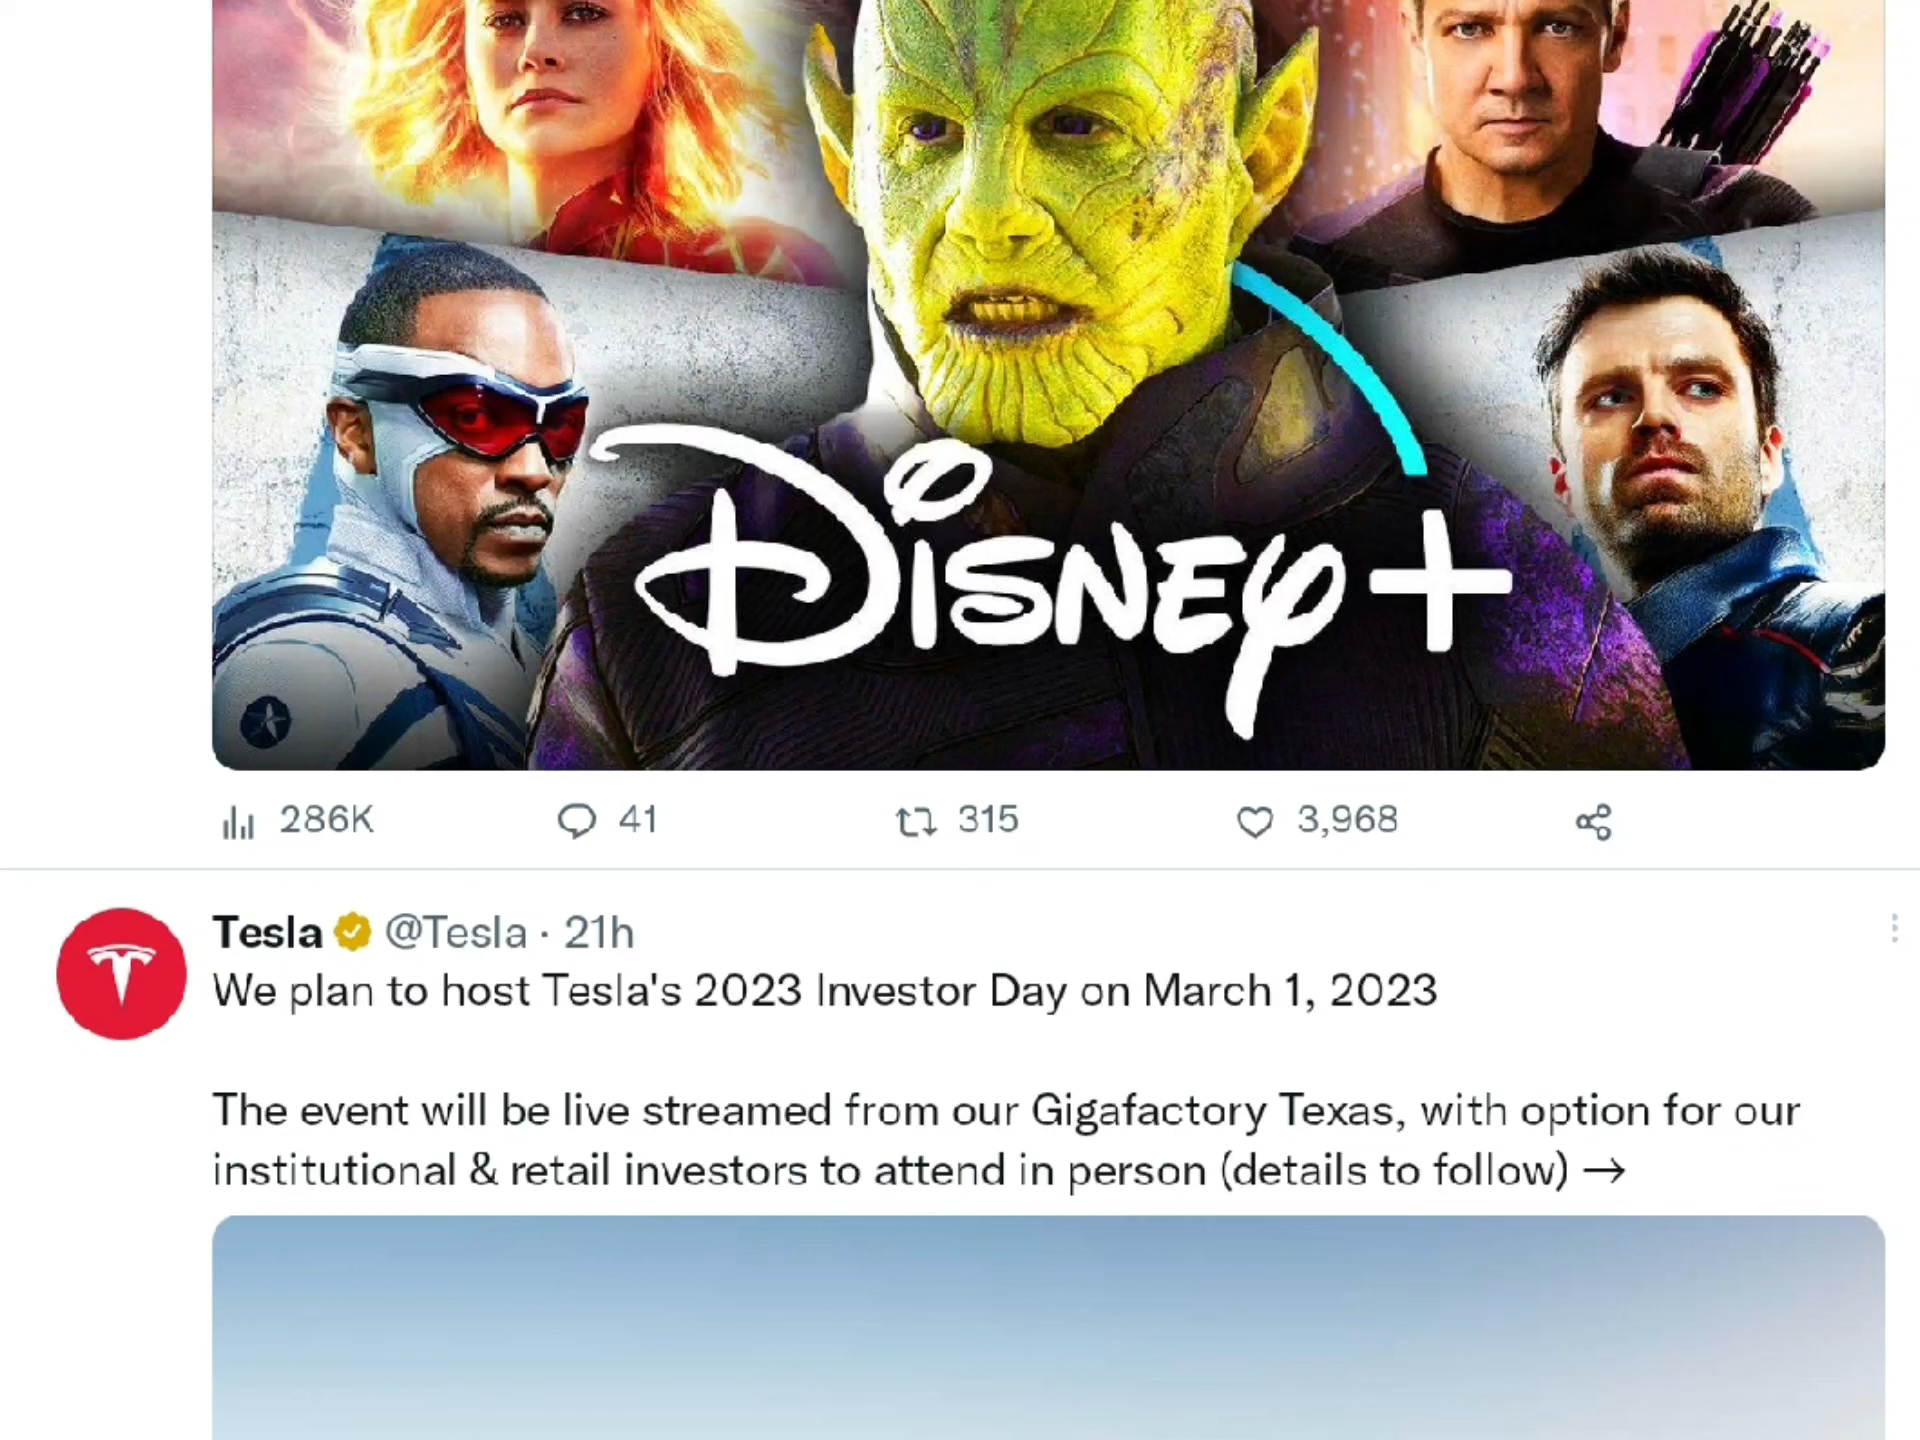 Disney+
286K 41 315 3,968
Tesla @Tesla · 21h
We plan to host Tesla's 2023 Investor Day on March 1, 2023
The event will be live streamed from our Gigafactory Texas, with option for our
institutional & retail investors to attend in person (details to follow) →